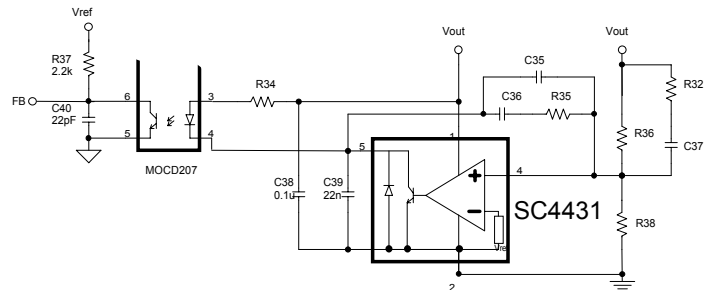 Vref
Vout
Vout
R37
2.2k
C35
R34
C36
R35
R32
FB
C40
22pF
6
3
5
4
R36
C37
MOCD207
1
5
4
C38
0.1u
C39
22n
SC4431
R38
Vre
2